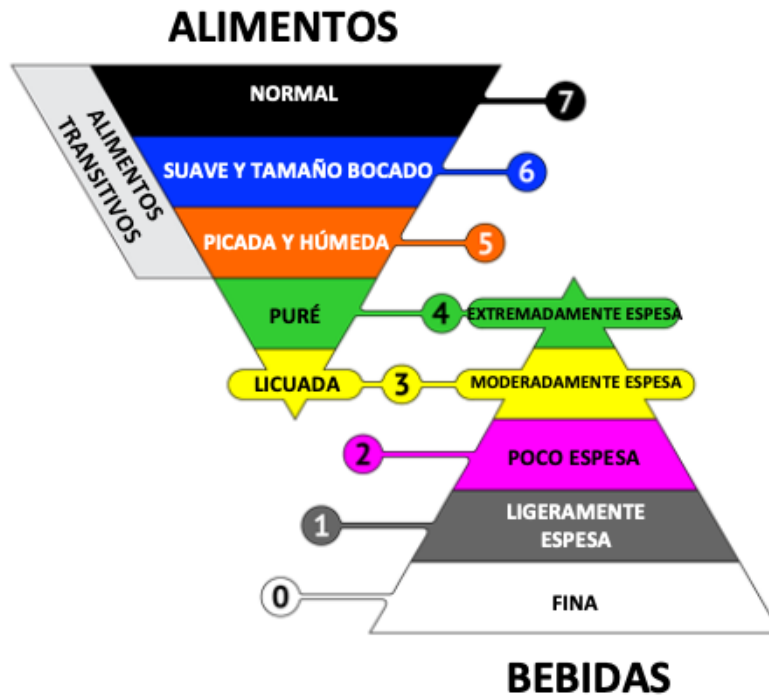 ALIMENTOS
NORMAL
7
ALIMENTOS
TRANSITIVOS
SUAVE Y TAMAÑO BOCADO
6
PICADA Y HÚMEDA
5
PURÉ
4
EXTREMADAMENTE ESPESA
LICUADA
3
MODERADAMENTE ESPESA
2
POCO ESPESA
1
LIGERAMENTE
ESPESA
0
FINA
BEBIDAS